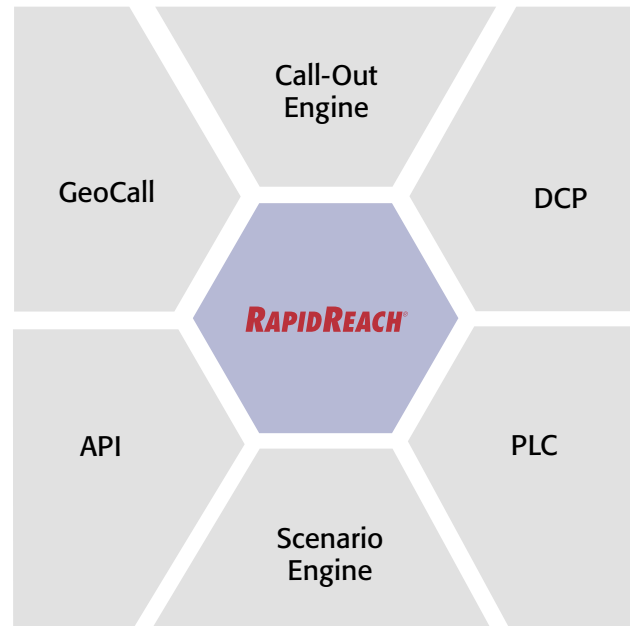 Call-Out
Engine
GeoCall
DCP
RAPIDREACH®
API
PLC
Scenario
Engine